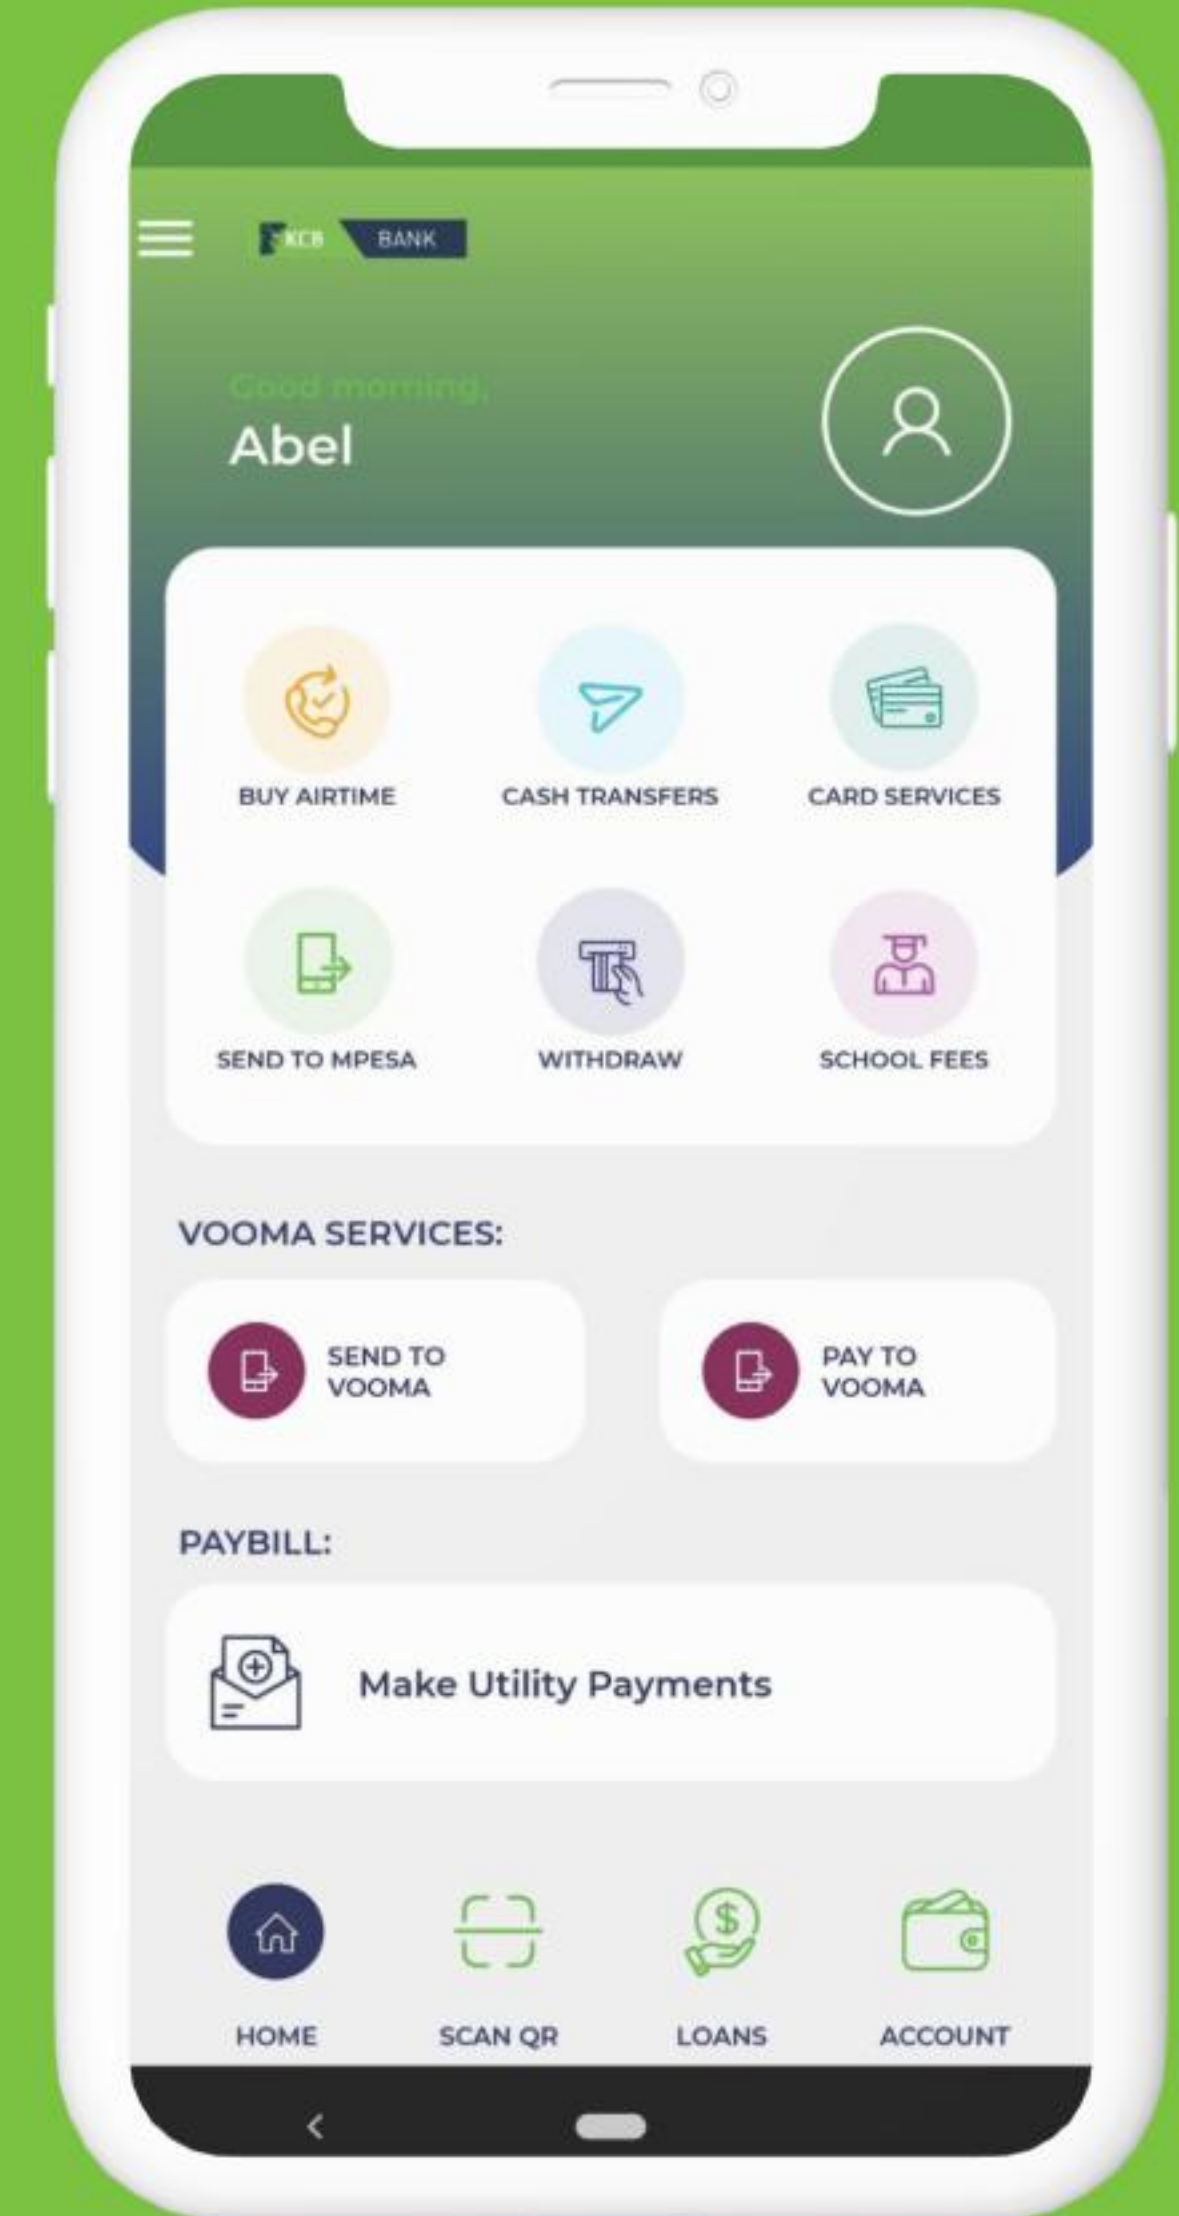 KCB BANK
Good morning,
Abel
BUY AIRTIME CASH TRANSFERS CARD SERVICES
SEND TO MPESA WITHDRAW SCHOOL FEES
VOOMA SERVICES:
SEND TO
VOOMA
PAY TO
VOOMA
PAYBILL:
Make Utility Payments
HOME SCAN QR LOANS ACCOUNT